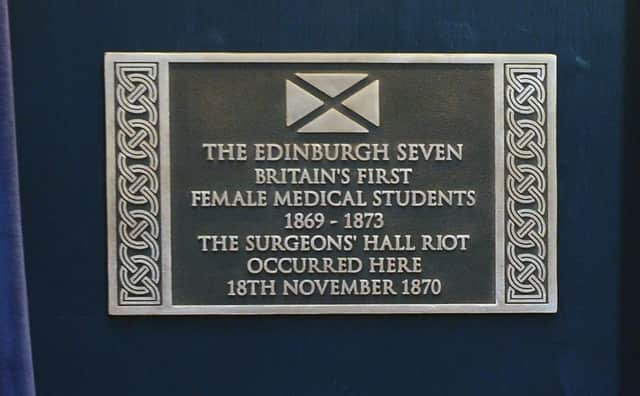 THE EDINBURGH SEVEN
BRITAIN'S FIRST
FEMALE MEDICAL STUDENTS
1869 - 1873
THE SURGEONS' HALL RIOT
OCCURRED HERE
18TH NOVEMBER 1870